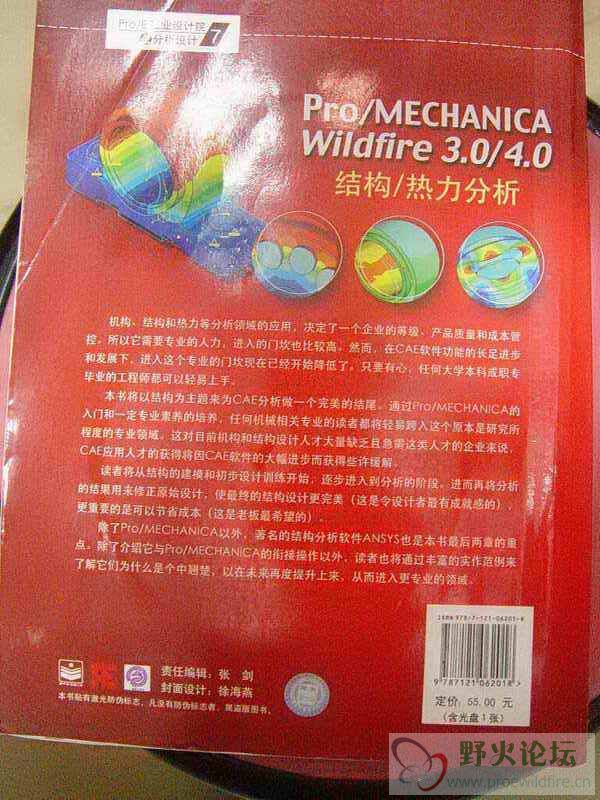 Pro/E 业设计院
分析设计 7
Pro/MECHANICA
Wildfire 3.0/4.0
结构/热力分析
机构、结构和热力等分析领域的应用，决定了一个企业的等级、产品质量和成本管
控。所以它需要专业的人力，进入的门坎也比较高。然而，在CAE软件功能的长足进步
和发展下，进入这个专业的门坎现在已经开始降低了。只要有心，任何大学本科或职专
毕业的工程师都可以轻易上手。
本书将以结构为主题来为CAE分析做一个完美的结尾。通过Pro/MECHANICA的
入门和一定专业素养的培养，任何机械相关专业的读者都将轻易跨入这个原本是研究所
程度的专业领域。这对目前机构和结构设计人才大量缺乏且急需这类人才的企业来说，
CAE应用人才的获得将因CAE软件的大幅进步而获得些许缓解。
读者将从结构的建模和初步设计训练开始，逐步进入到分析的阶段，进而再将分析
的结果用来修正原始设计，使最终的结构设计更完美（这是令设计者最有成就感的），
更重要的是可以节省成本（这是老板最希望的）。
除了Pro/MECHANICA以外，著名的结构分析软件ANSYS也是本书最后两章的重
点。除了介绍它与Pro/MECHANICA的衔接操作以外，读者也将通过丰富的实作范例来
了解它们为什么是个中翘楚，以在未来再度提升上来，从而进入更专业的领域。
ISBN 978-7-121-06201-8
9 787121 062018 >
定价：55.00 元
（含光盘1张）
责任编辑：张 剑
封面设计：徐海燕
本书贴有激光防伪标志，凡没有防伪标志者，属盗版图书。
野火论坛
www.proewildfire.cn